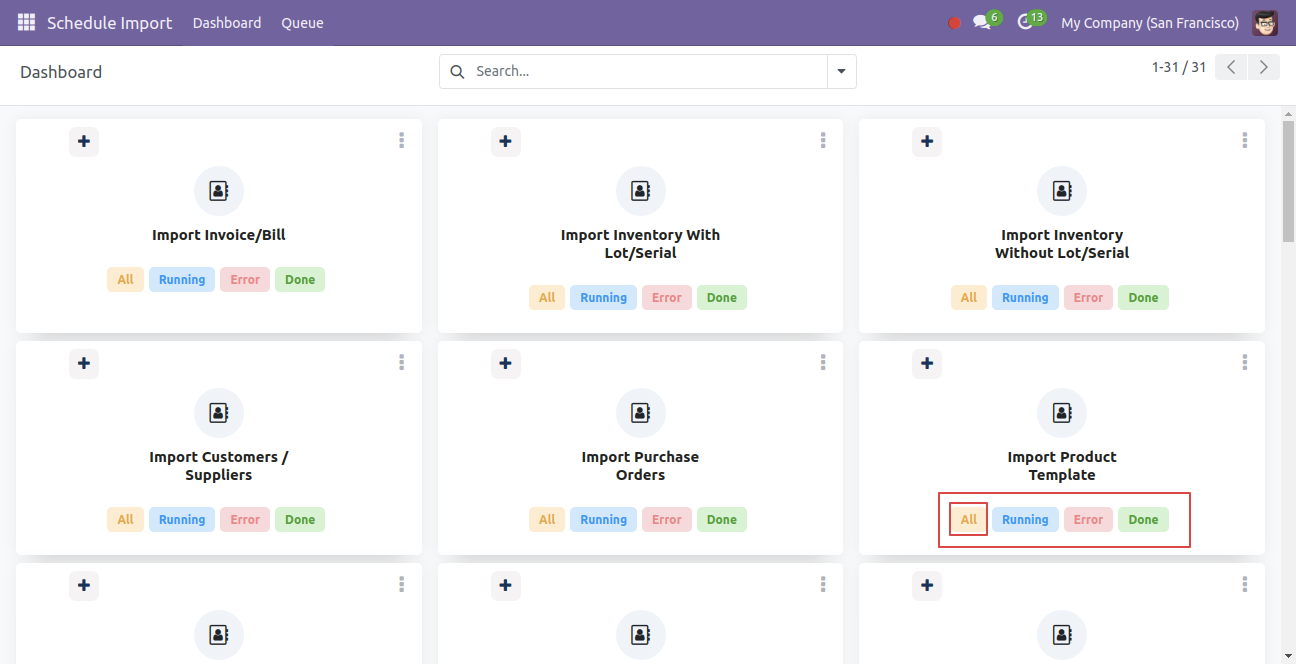 Schedule Import Dashboard Queue 6 13 My Company (San Francisco)
Dashboard Search... 1-31 / 31
Import Invoice/Bill
All Running Error Done
Import Inventory With
Lot/Serial
All Running Error Done
Import Inventory
Without Lot/Serial
All Running Error Done
Import Customers /
Suppliers
All Running Error Done
Import Purchase
Orders
All Running Error Done
Import Product
Template
All Running Error Done